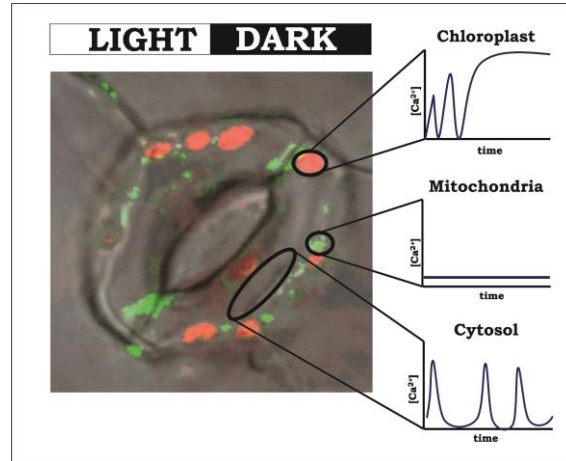 LIGHT DARK
Chloroplast
[Ca²⁺]
time
Mitochondria
[Ca²⁺]
time
Cytosol
[Ca²⁺]
time